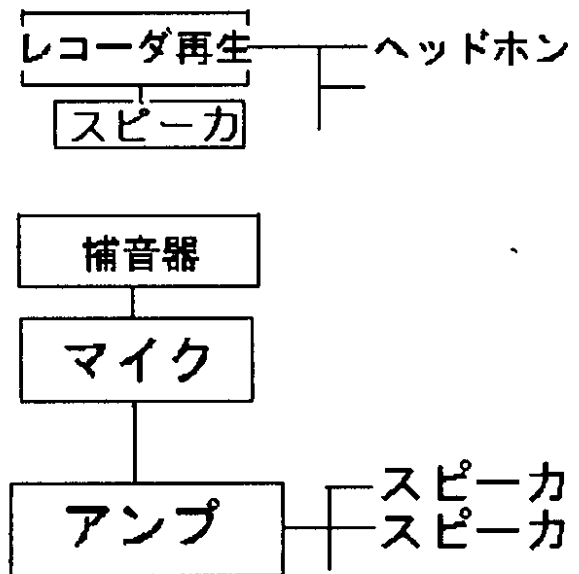 レコーダ再生
ヘッドホン
スピーカ
捕音器
マイク
アンプ
スピーカ
スピーカ